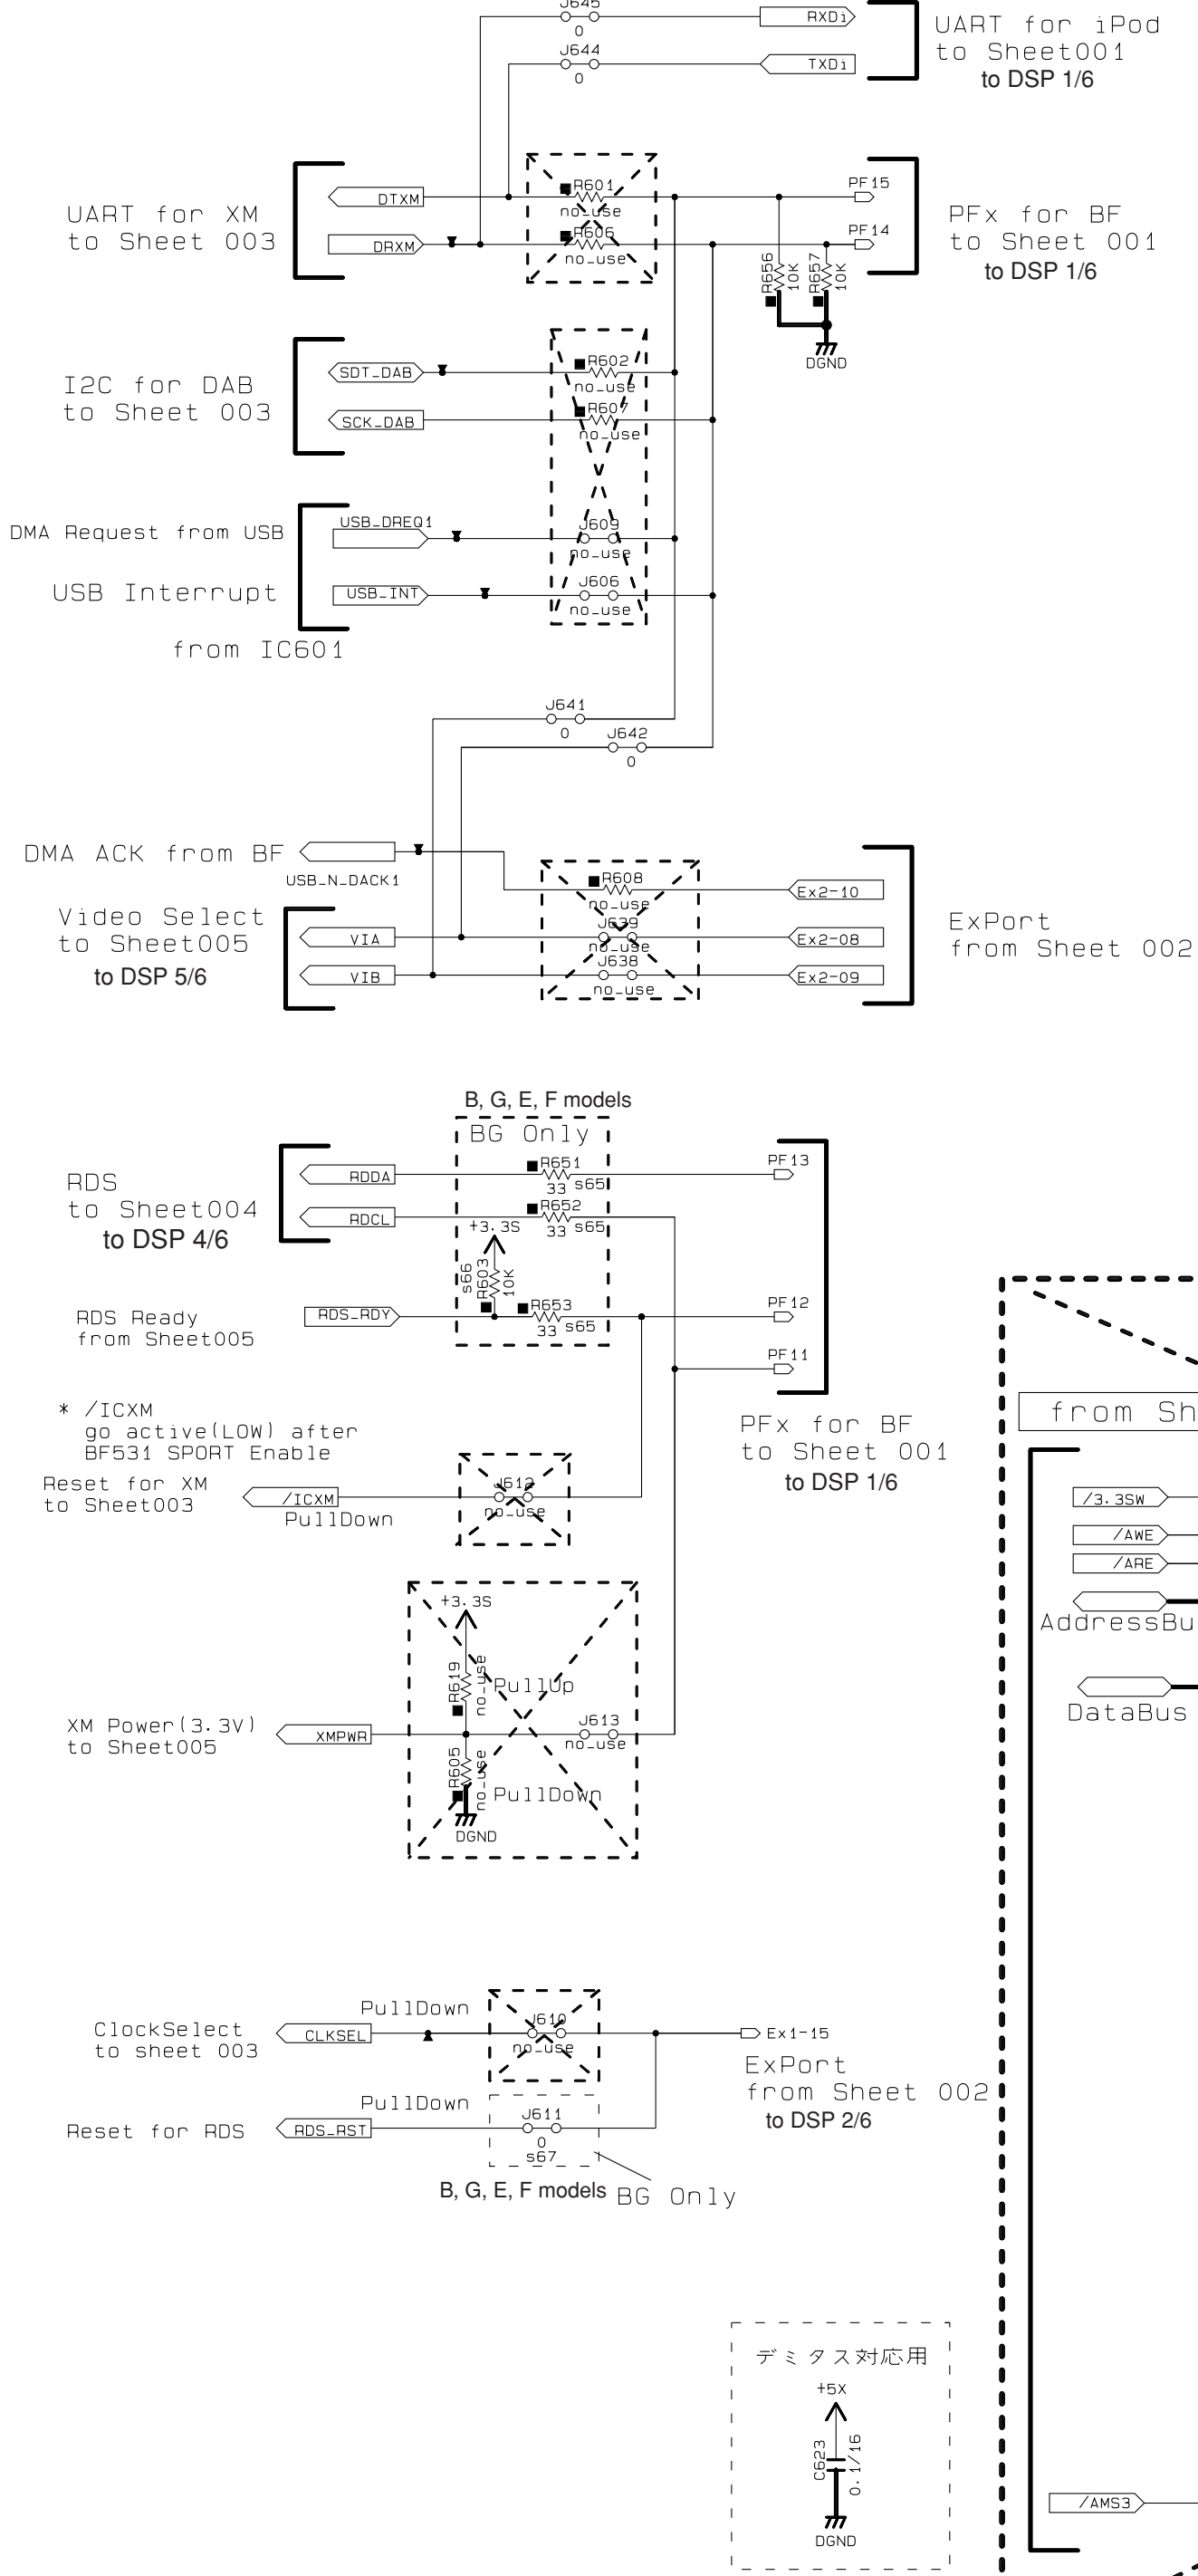 J645
0
RXDi
UART for iPod
to Sheet001
to DSP 1/6
J644
0
TXDi
UART for XM
to Sheet 003
DTXM
DRXM
R601
no_use
R606
no_use
PF15
PF14
PFx for BF
to Sheet 001
to DSP 1/6
R656
10K
R657
10K
DGND
I2C for DAB
to Sheet 003
SDT_DAB
SCK_DAB
R602
no_use
R607
no_use
DMA Request from USB
USB_DREQ1
J609
no_use
USB Interrupt
USB_INT
J606
no_use
from IC601
J641
0
J642
0
DMA ACK from BF
USB_N_DACK1
R608
no_use
Ex2-10
Video Select
to Sheet005
to DSP 5/6
VIA
VIB
J639
no_use
J638
no_use
Ex2-08
Ex2-09
ExPort
from Sheet 002
B, G, E, F models
BG Only
RDS
to Sheet004
to DSP 4/6
RDDA
RDCL
R651
33 s65
R652
33 s65
+3.3S
s66
R603
10K
PF13
RDS Ready
from Sheet005
RDS_RDY
R653
33 s65
PF12
PF11
PFx for BF
to Sheet 001
to DSP 1/6
* /ICXM
go active(LOW) after
BF531 SPORT Enable
Reset for XM
to Sheet003
/ICXM
PullDown
J612
no_use
from Sh
/3.3SW
/AWE
/ARE
AddressBu
DataBus
+3.3S
R619
no_use
PullUp
XM Power(3.3V)
to Sheet005
XMPWR
J613
no_use
R605
no_use
PullDown
DGND
ClockSelect
to sheet 003
PullDown
CLKSEL
J610
no_use
Ex1-15
ExPort
from Sheet 002
to DSP 2/6
Reset for RDS
PullDown
RDS_RST
J611
0
s67
B, G, E, F models
BG Only
デミタス対応用
+5X
C623
0.1/16
DGND
/AMS3